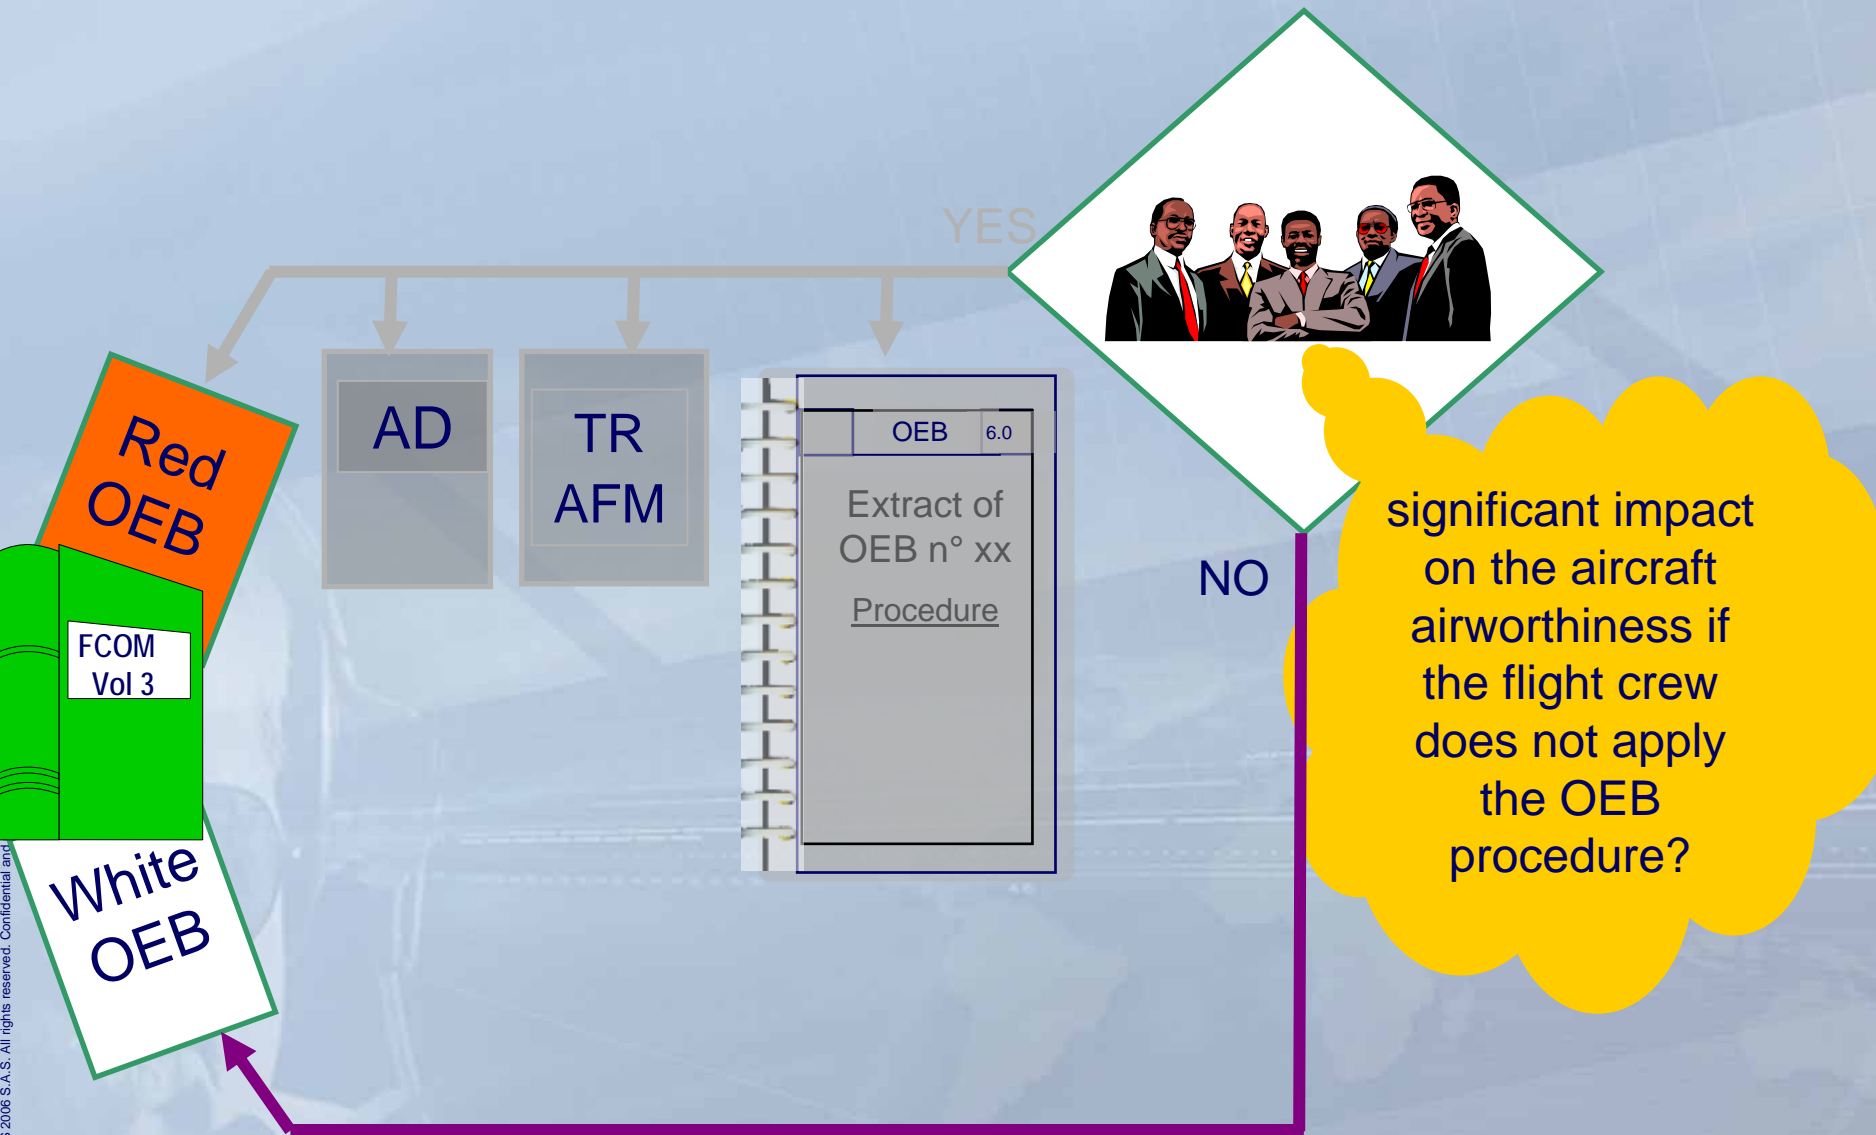 YES
Red
OEB
AD
TR
AFM
OEB 6.0
Extract of
OEB n° xx
Procedure
FCOM
Vol 3
White
OEB
NO
significant impact
on the aircraft
airworthiness if
the flight crew
does not apply
the OEB
procedure?
2006 S.A.S. All rights reserved. Confidential and